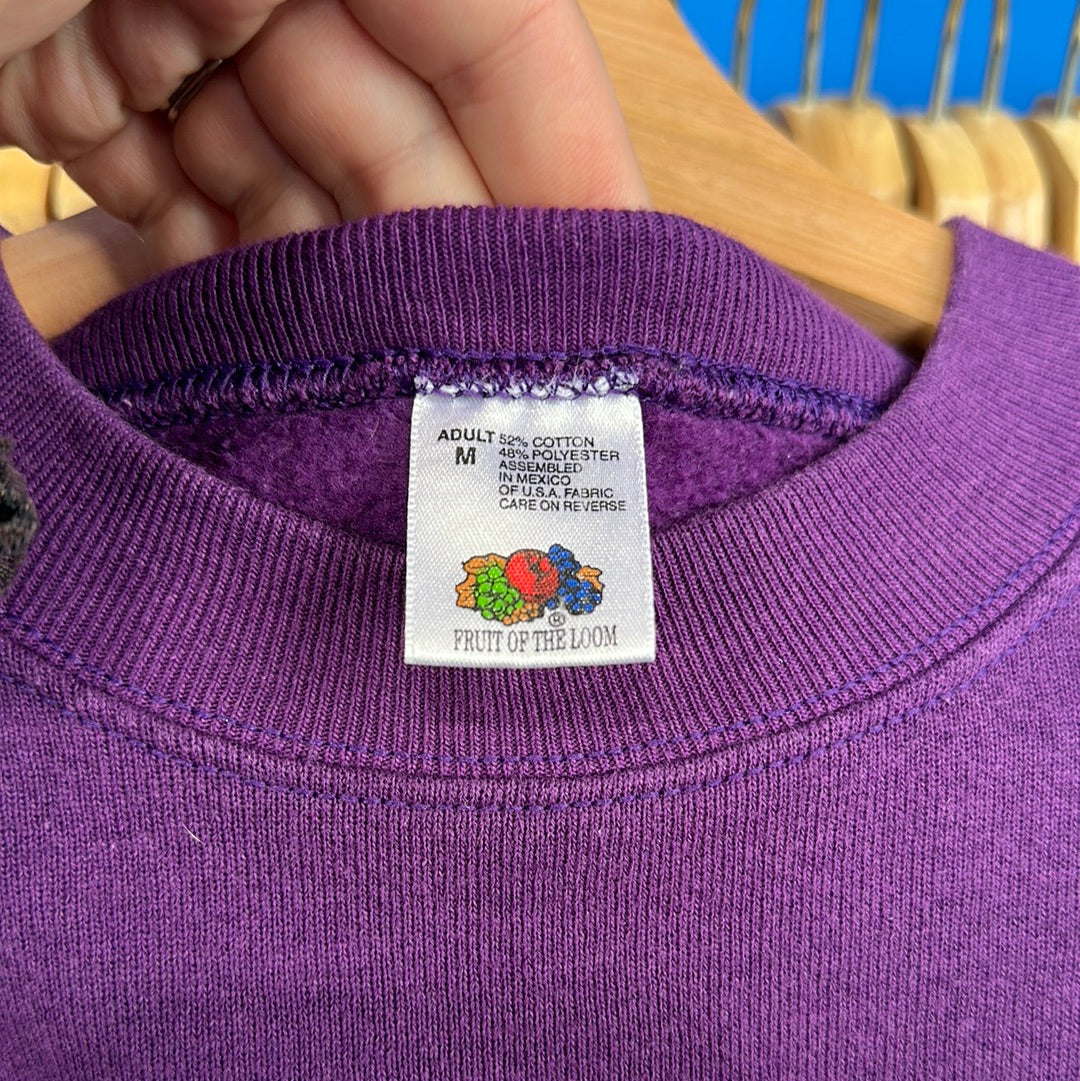 ADULT 52% COTTON
M 48% POLYESTER
ASSEMBLED
IN MEXICO
OF U.S.A. FABRIC
CARE ON REVERSE
®
FRUIT OF THE LOOM